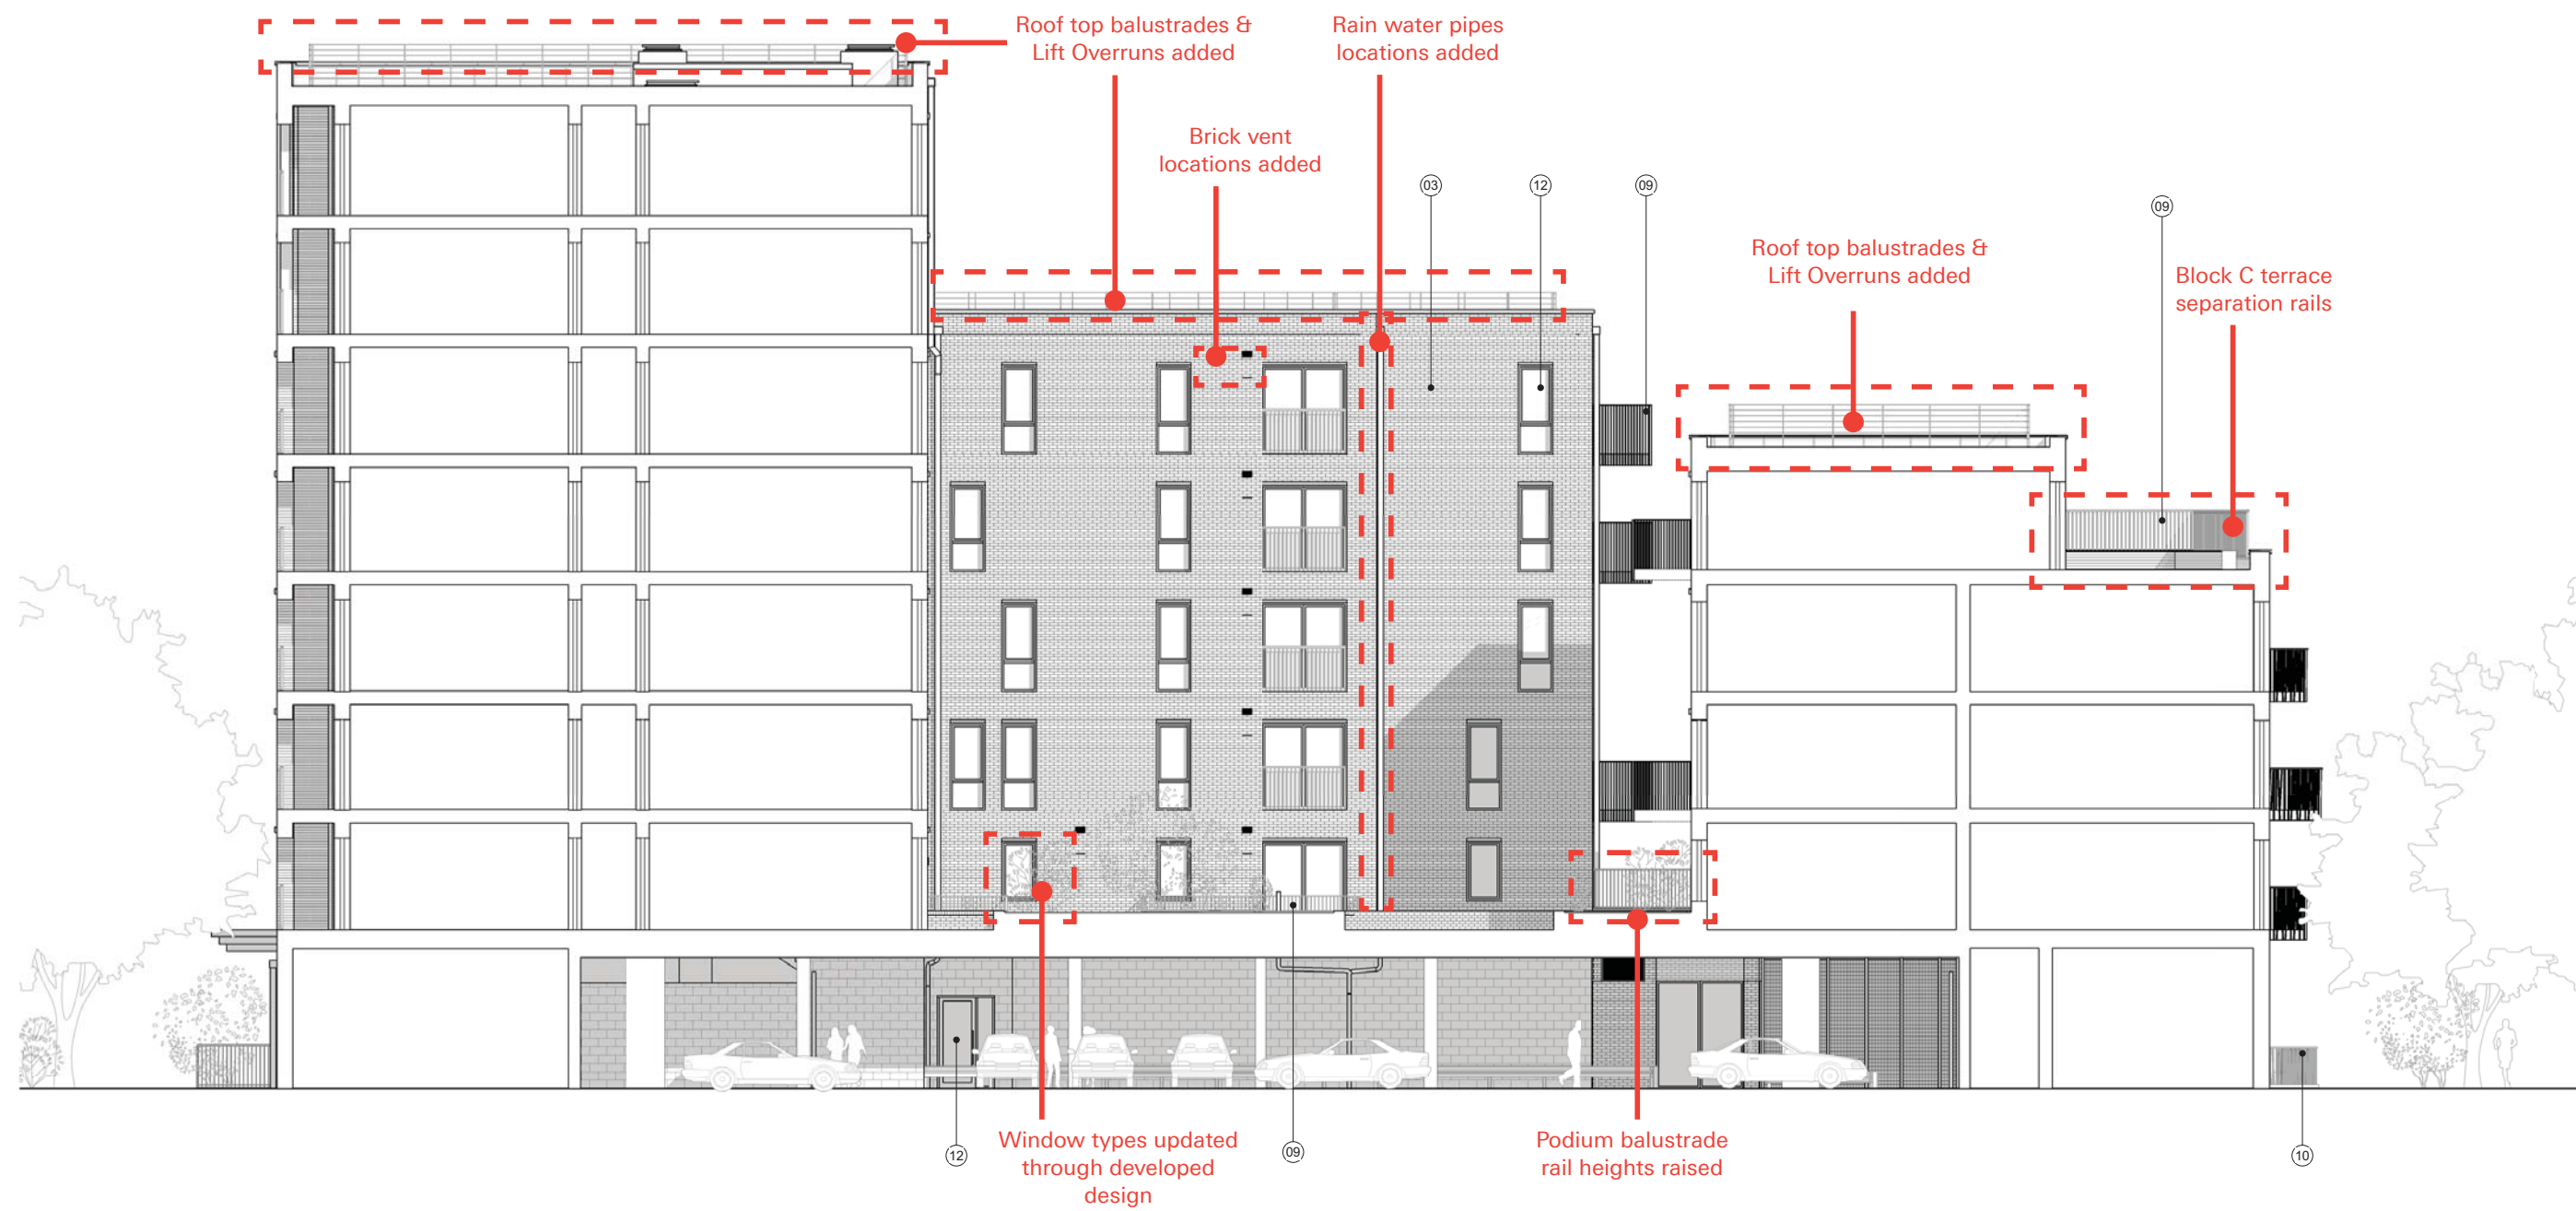 Roof top balustrades &
Lift Overruns added
Rain water pipes
locations added
Brick vent
locations added
03
12
09
09
Roof top balustrades &
Lift Overruns added
Block C terrace
separation rails
12
Window types updated
through developed
design
09
Podium balustrade
rail heights raised
10